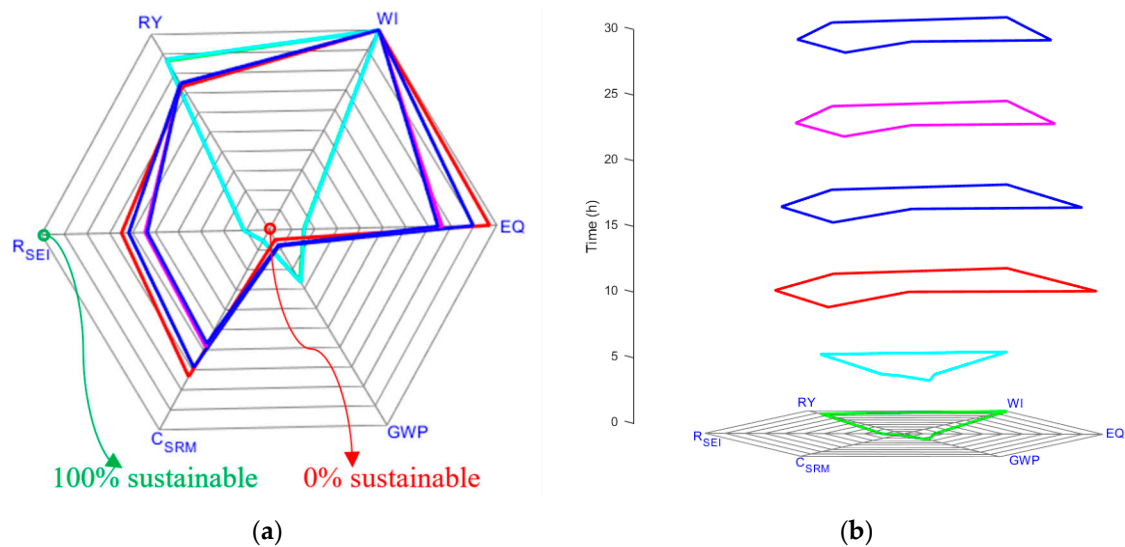 RY
WI
R_SEI
EQ
C_SRM
GWP
100% sustainable
0% sustainable
(a)
Time (h)
30
25
20
15
10
5
0
RY
WI
R_SEI
EQ
C_SRM
GWP
(b)